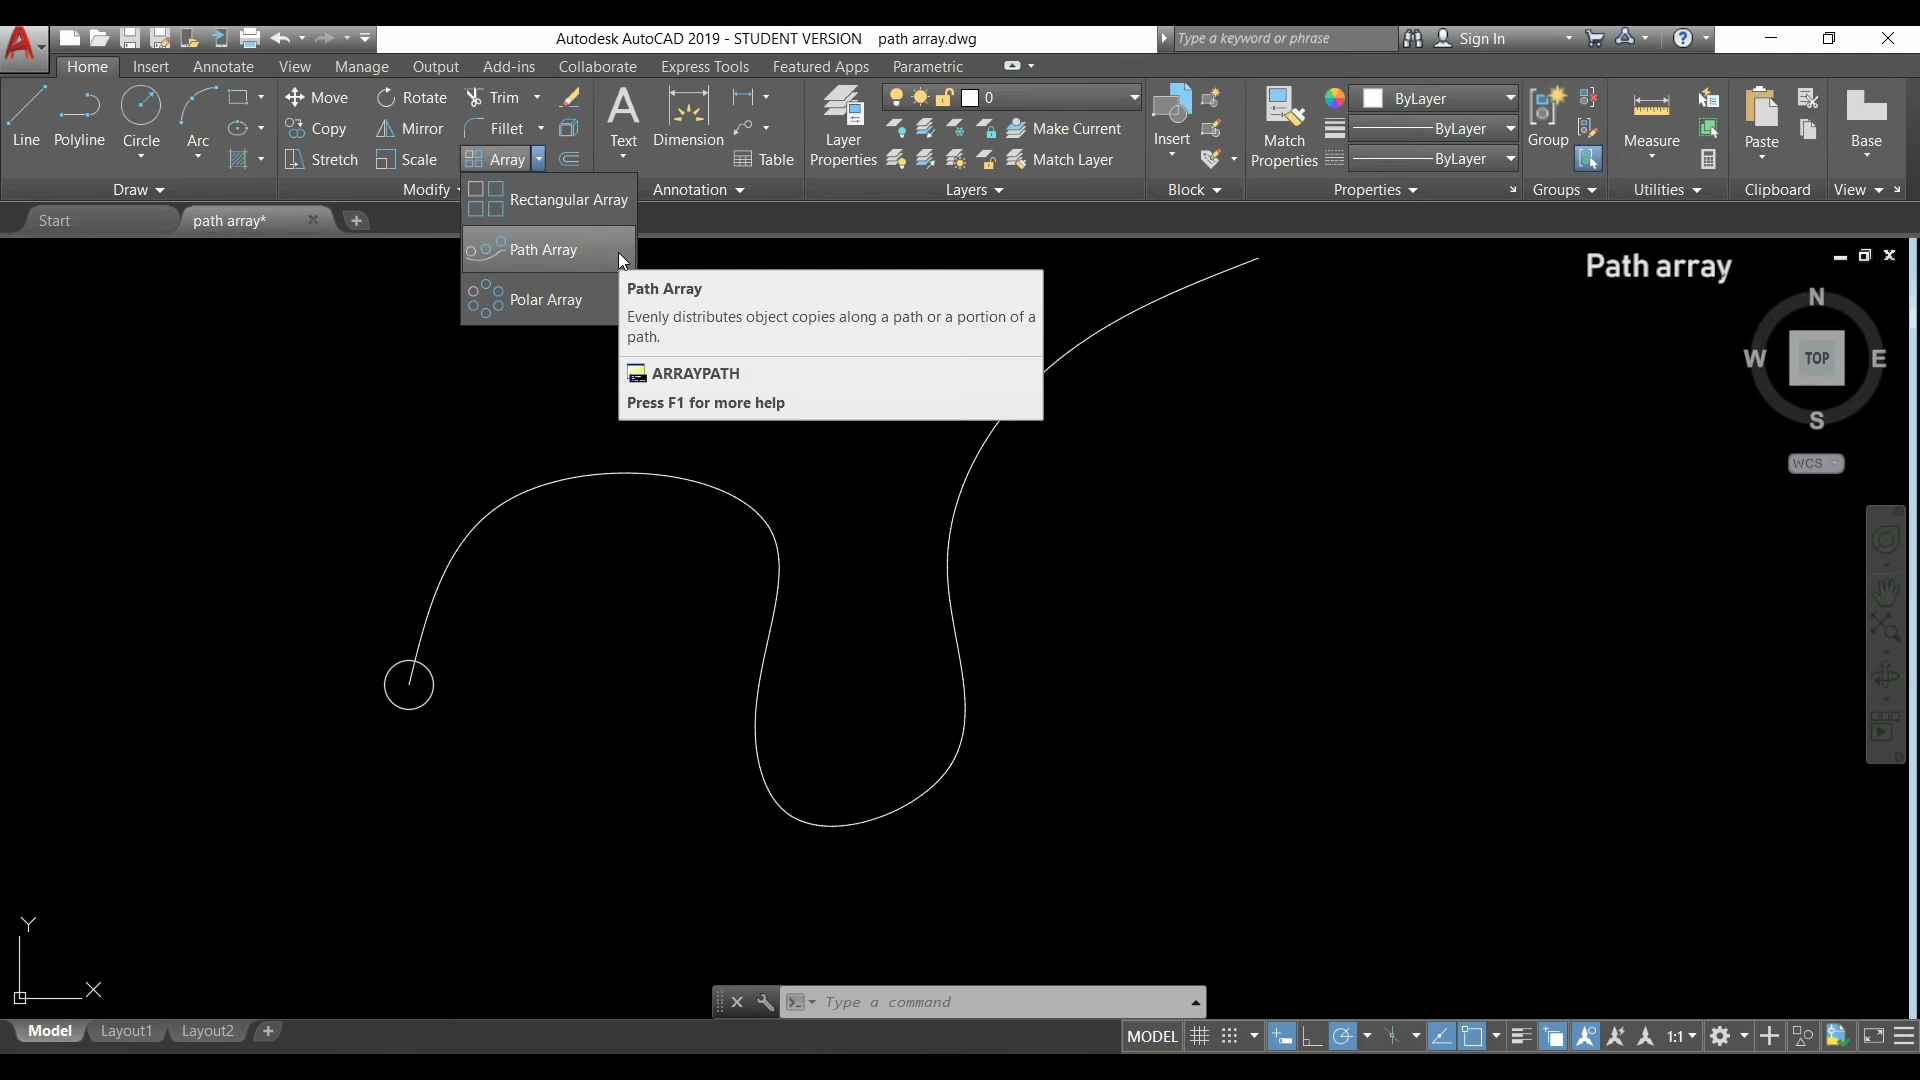 Autodesk AutoCAD 2019 - STUDENT VERSION path array.dwg
Type a keyword or phrase
Sign In
Home Insert Annotate View Manage Output Add-ins Collaborate Express Tools Featured Apps Parametric
Line
Polyline
Circle
Arc
Move
Rotate
Trim
Copy
Mirror
Fillet
Stretch
Scale
Array
Text
Dimension
Table
Layer
Properties
0
Make Current
Match Layer
Insert
Match
Properties
ByLayer
ByLayer
ByLayer
Group
Measure
Paste
Base
Draw
Modify
Annotation
Layers
Block
Properties
Groups
Utilities
Clipboard
View
Start
path array*
Rectangular Array
Path Array
Polar Array
Path Array
Evenly distributes object copies along a path or a portion of a
path.
ARRAYPATH
Press F1 for more help
Path array
N
W
TOP
E
S
WCS
Y
X
Type a command
Model Layout1 Layout2
MODEL
1:1